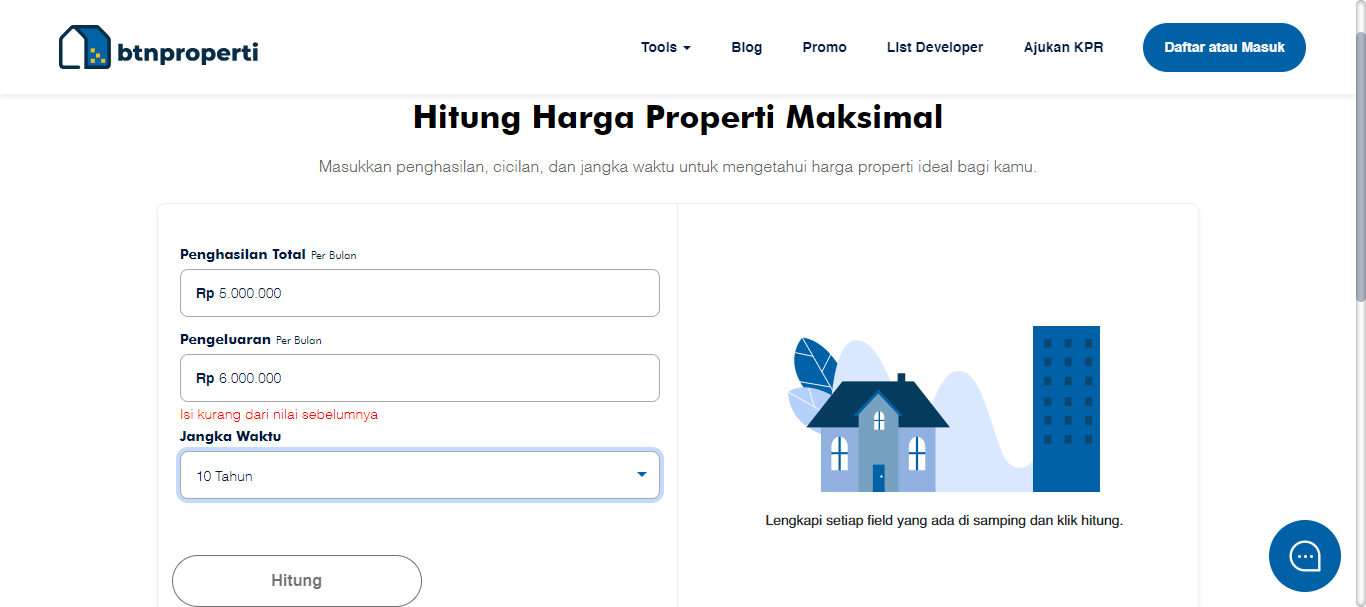 btnproperti
Tools
Blog
Promo
LIst Developer
Ajukan KPR
Daftar atau Masuk
Hitung Harga Properti Maksimal
Masukkan penghasilan, cicilan, dan jangka waktu untuk mengetahui harga properti ideal bagi kamu.
Penghasilan Total Per Bulan
Rp 5.000.000
Pengeluaran Per Bulan
Rp 6.000.000
Isi kurang dari nilai sebelumnya
Jangka Waktu
10 Tahun
Hitung
Lengkapi setiap field yang ada di samping dan klik hitung.